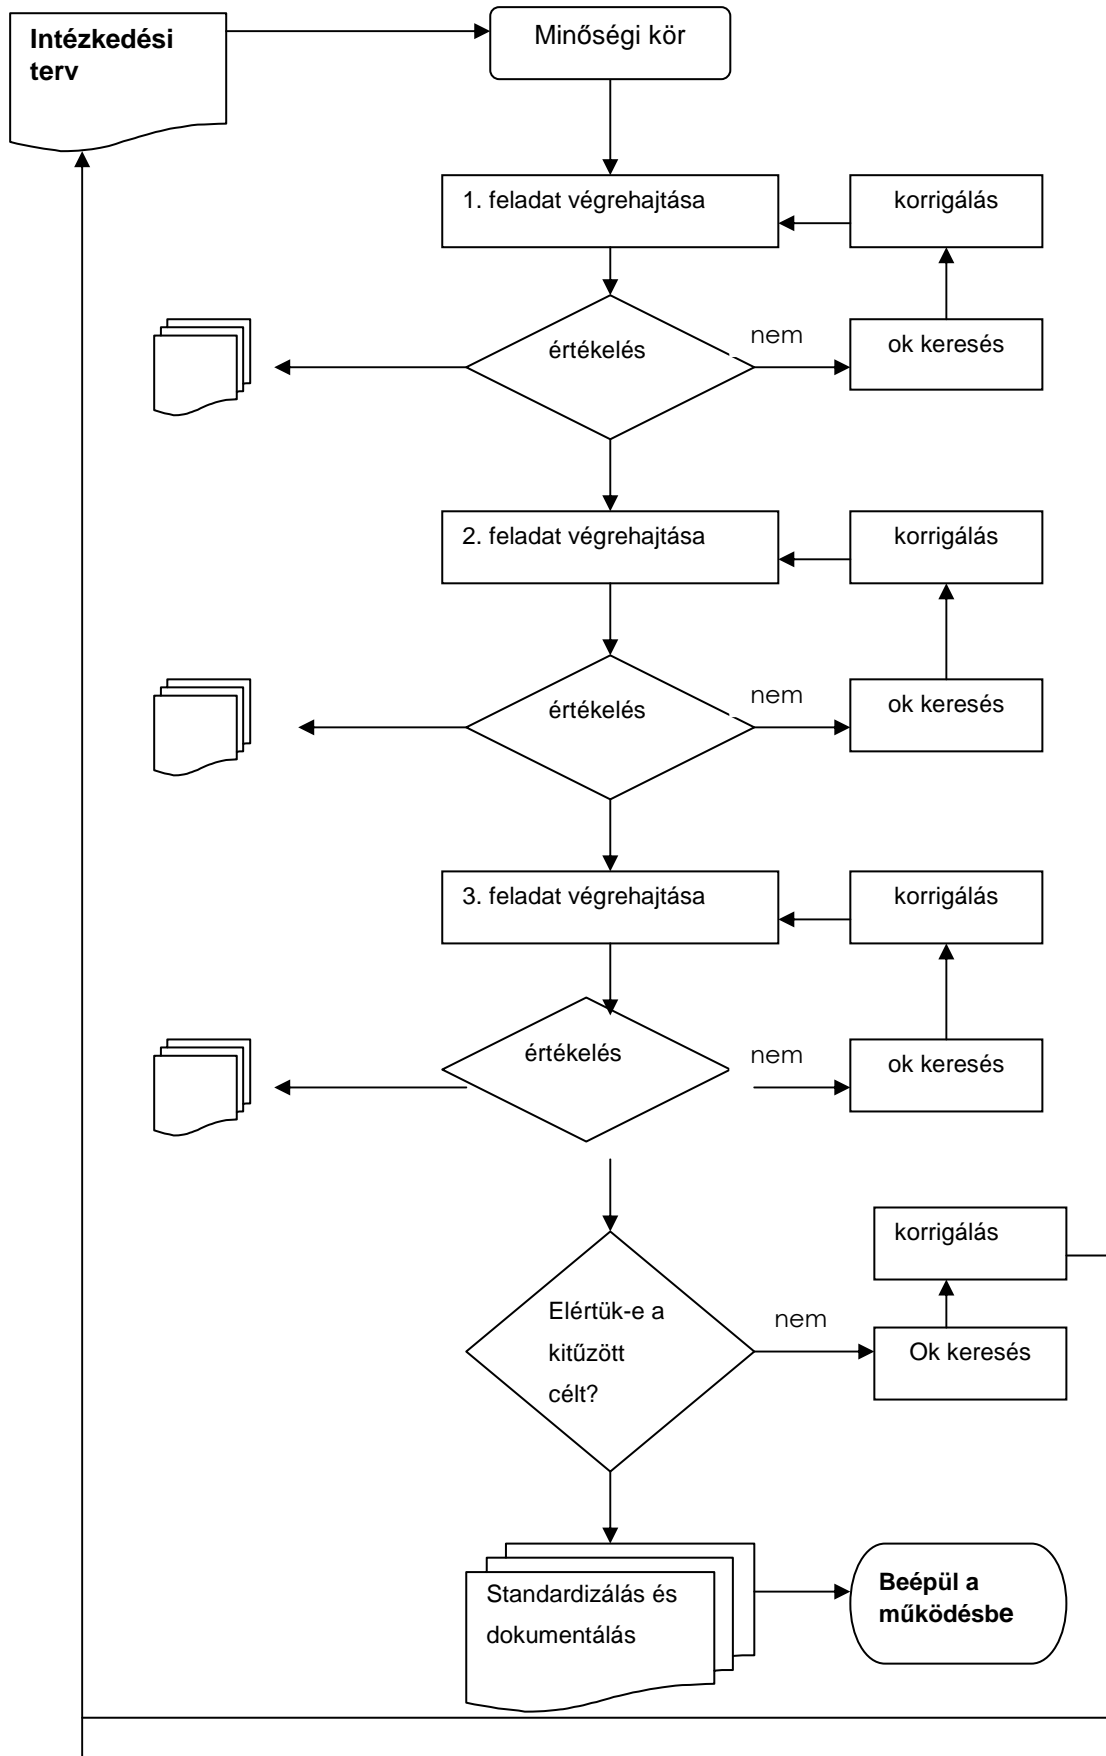 Intézkedési
terv
Minőségi kör
1. feladat végrehajtása
korrigálás
értékelés
nem
ok keresés
2. feladat végrehajtása
korrigálás
értékelés
nem
ok keresés
3. feladat végrehajtása
korrigálás
értékelés
nem
ok keresés
korrigálás
Elértük-e a
kitűzött
célt?
nem
Ok keresés
Standardizálás és
dokumentálás
Beépül a
működésbe